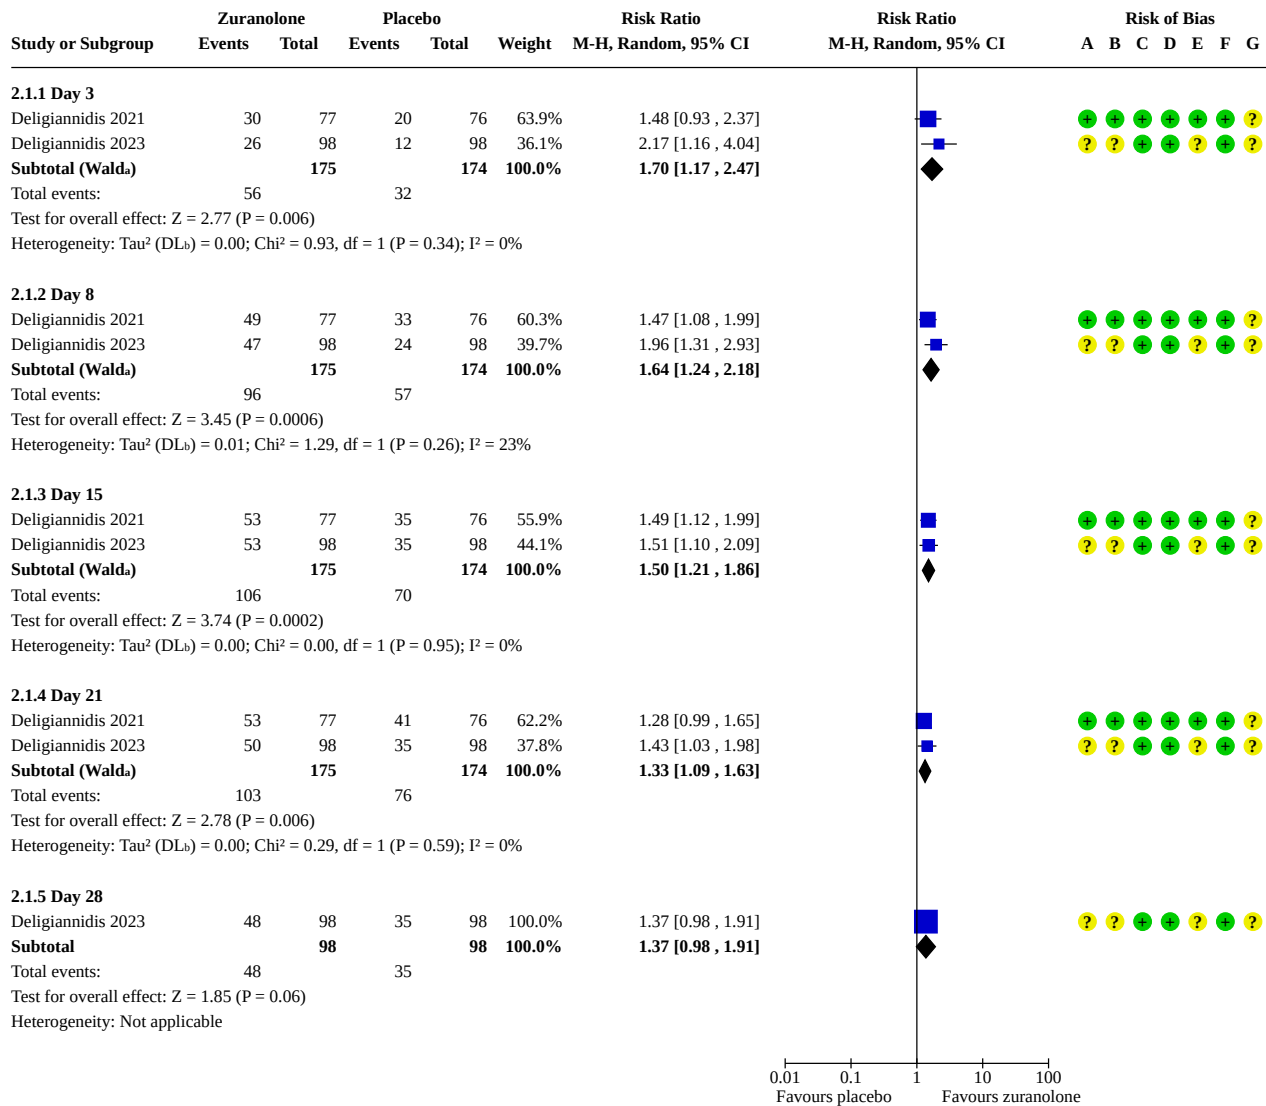 Zuranolone Placebo Risk Ratio Risk Ratio Risk of Bias
Study or Subgroup Events Total Events Total Weight M-H, Random, 95% CI M-H, Random, 95% CI A B C D E F G
2.1.1 Day 3
Deligiannidis 2021 30 77 20 76 63.9% 1.48 [0.93 , 2.37] + + + + + + ?
Deligiannidis 2023 26 98 12 98 36.1% 2.17 [1.16 , 4.04] ? ? + + ? + ?
Subtotal (Walda) 175 174 100.0% 1.70 [1.17 , 2.47]
Total events: 56 32
Test for overall effect: Z = 2.77 (P = 0.006)
Heterogeneity: Tau² (DLb) = 0.00; Chi² = 0.93, df = 1 (P = 0.34); I² = 0%
2.1.2 Day 8
Deligiannidis 2021 49 77 33 76 60.3% 1.47 [1.08 , 1.99] + + + + + + ?
Deligiannidis 2023 47 98 24 98 39.7% 1.96 [1.31 , 2.93] ? ? + + ? + ?
Subtotal (Walda) 175 174 100.0% 1.64 [1.24 , 2.18]
Total events: 96 57
Test for overall effect: Z = 3.45 (P = 0.0006)
Heterogeneity: Tau² (DLb) = 0.01; Chi² = 1.29, df = 1 (P = 0.26); I² = 23%
2.1.3 Day 15
Deligiannidis 2021 53 77 35 76 55.9% 1.49 [1.12 , 1.99] + + + + + + ?
Deligiannidis 2023 53 98 35 98 44.1% 1.51 [1.10 , 2.09] ? ? + + ? + ?
Subtotal (Walda) 175 174 100.0% 1.50 [1.21 , 1.86]
Total events: 106 70
Test for overall effect: Z = 3.74 (P = 0.0002)
Heterogeneity: Tau² (DLb) = 0.00; Chi² = 0.00, df = 1 (P = 0.95); I² = 0%
2.1.4 Day 21
Deligiannidis 2021 53 77 41 76 62.2% 1.28 [0.99 , 1.65] + + + + + + ?
Deligiannidis 2023 50 98 35 98 37.8% 1.43 [1.03 , 1.98] ? ? + + ? + ?
Subtotal (Walda) 175 174 100.0% 1.33 [1.09 , 1.63]
Total events: 103 76
Test for overall effect: Z = 2.78 (P = 0.006)
Heterogeneity: Tau² (DLb) = 0.00; Chi² = 0.29, df = 1 (P = 0.59); I² = 0%
2.1.5 Day 28
Deligiannidis 2023 48 98 35 98 100.0% 1.37 [0.98 , 1.91] ? ? + + ? + ?
Subtotal 98 98 100.0% 1.37 [0.98 , 1.91]
Total events: 48 35
Test for overall effect: Z = 1.85 (P = 0.06)
Heterogeneity: Not applicable
0.01 0.1 1 10 100
Favours placebo Favours zuranolone